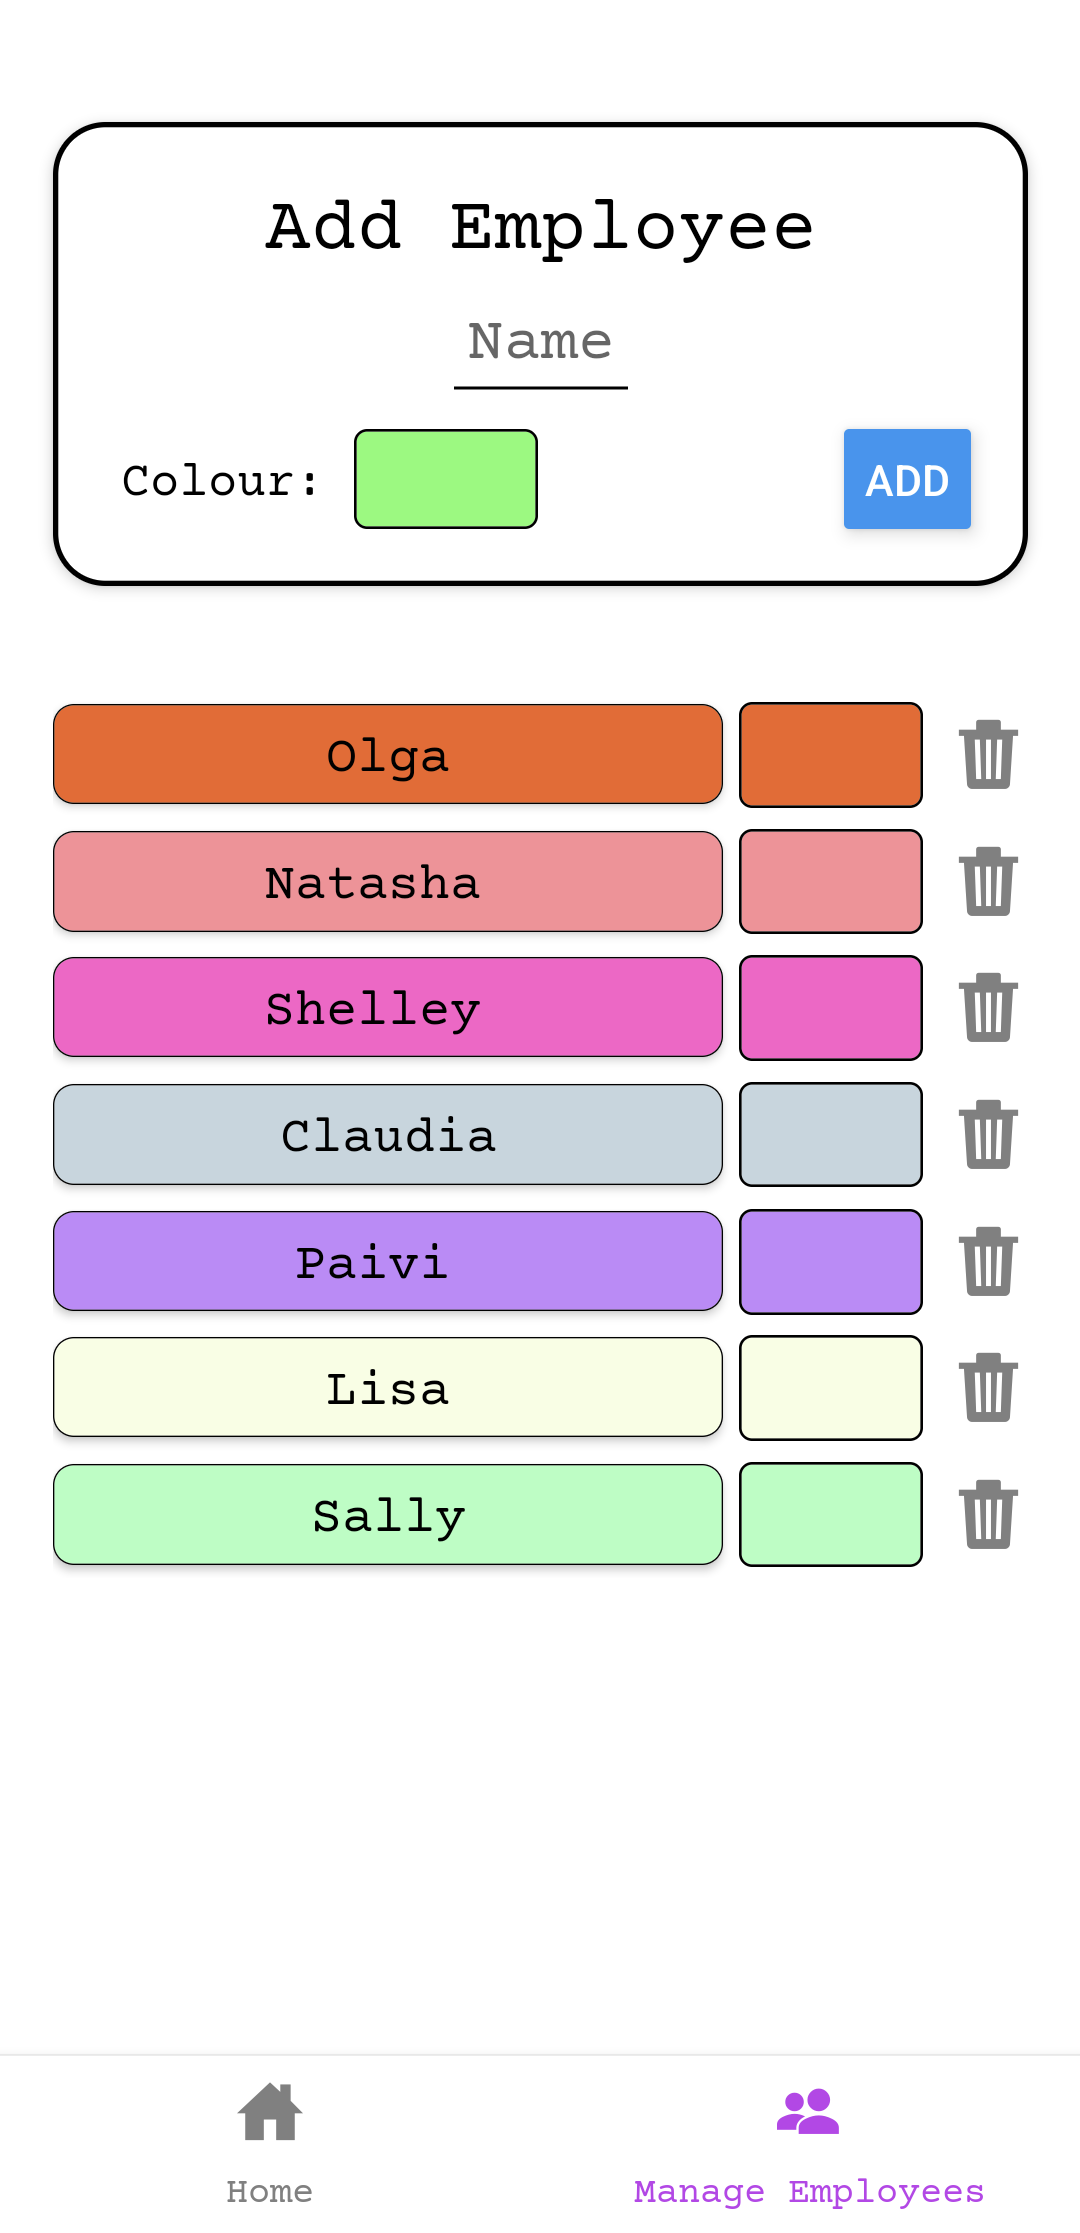 Add Employee
Name
Colour:
ADD
Olga
Natasha
Shelley
Claudia
Paivi
Lisa
Sally
Home
Manage Employees